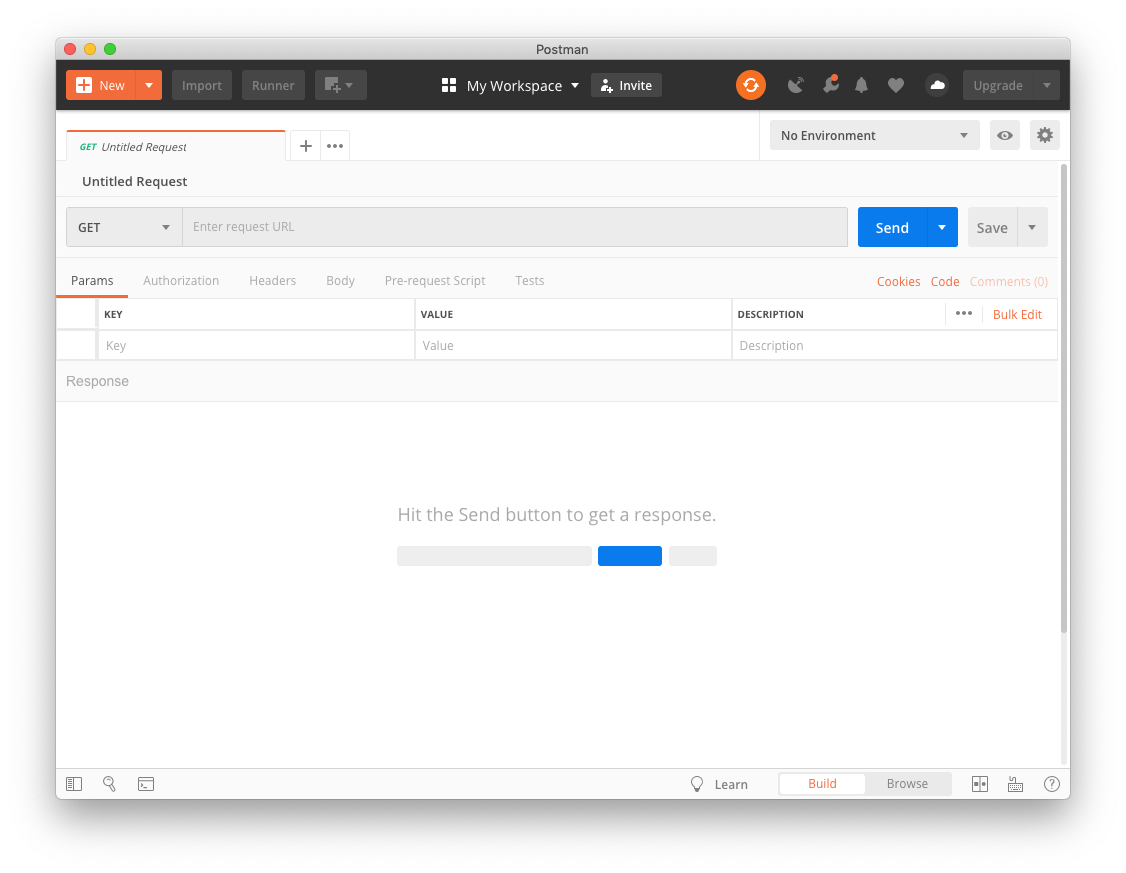 Postman
New
Import
Runner
My Workspace
Invite
Upgrade
GET Untitled Request
No Environment
Untitled Request
GET
Enter request URL
Send
Save
Params
Authorization
Headers
Body
Pre-request Script
Tests
Cookies
Code
Comments (0)
KEY
VALUE
DESCRIPTION
Bulk Edit
Key
Value
Description
Response
Hit the Send button to get a response.
Learn
Build
Browse